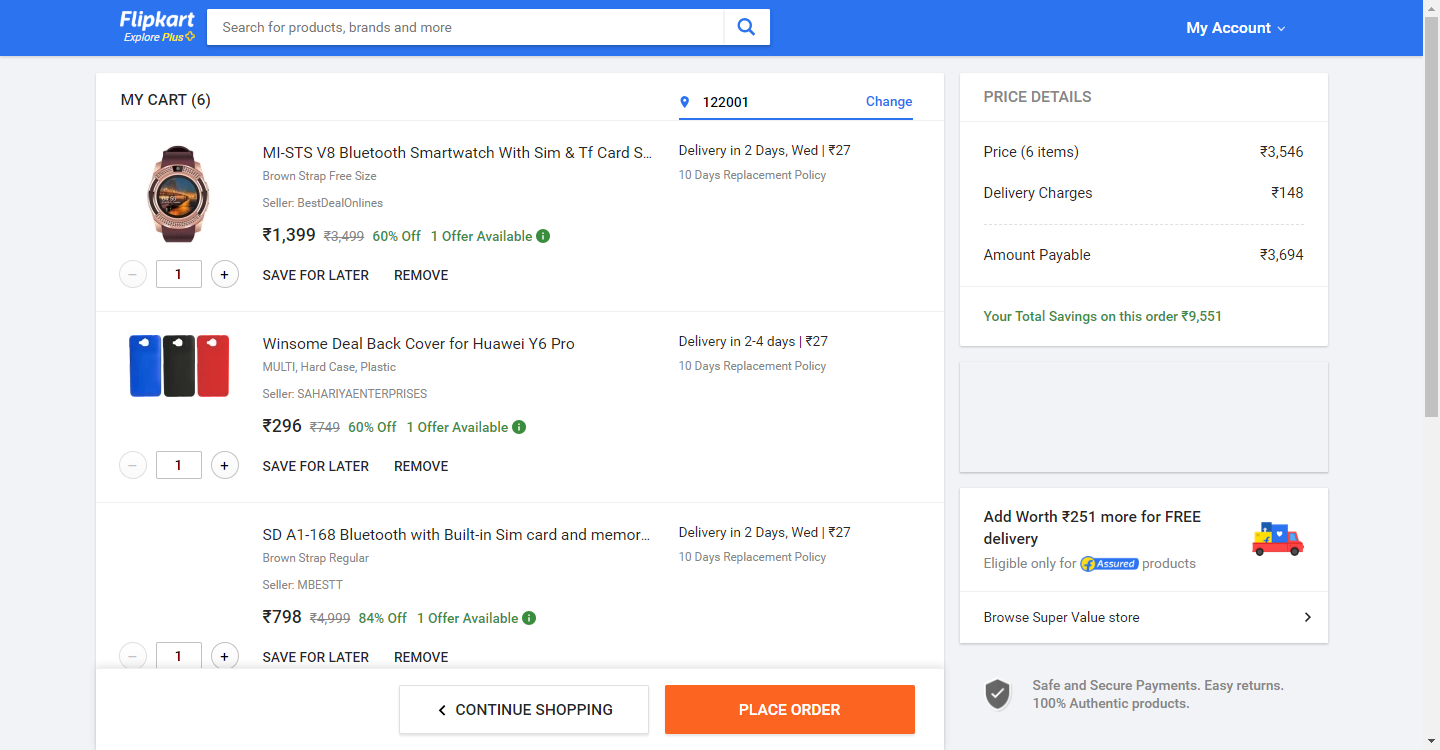 Flipkart
Explore Plus
Search for products, brands and more
My Account
MY CART (6)
122001
Change
MI-STS V8 Bluetooth Smartwatch With Sim & Tf Card S...
Brown Strap Free Size
Seller: BestDealOnlines
₹1,399 ₹3,499 60% Off 1 Offer Available
Delivery in 2 Days, Wed | ₹27
10 Days Replacement Policy
1
SAVE FOR LATER
REMOVE
Winsome Deal Back Cover for Huawei Y6 Pro
MULTI, Hard Case, Plastic
Seller: SAHARIYAENTERPRISES
₹296 ₹749 60% Off 1 Offer Available
Delivery in 2-4 days | ₹27
10 Days Replacement Policy
1
SAVE FOR LATER
REMOVE
SD A1-168 Bluetooth with Built-in Sim card and memor...
Brown Strap Regular
Seller: MBESTT
₹798 ₹4,999 84% Off 1 Offer Available
Delivery in 2 Days, Wed | ₹27
10 Days Replacement Policy
1
SAVE FOR LATER
REMOVE
CONTINUE SHOPPING
PLACE ORDER
PRICE DETAILS
Price (6 items) ₹3,546
Delivery Charges ₹148
Amount Payable ₹3,694
Your Total Savings on this order ₹9,551
Add Worth ₹251 more for FREE
delivery
Eligible only for f Assured products
Browse Super Value store
Safe and Secure Payments. Easy returns.
100% Authentic products.